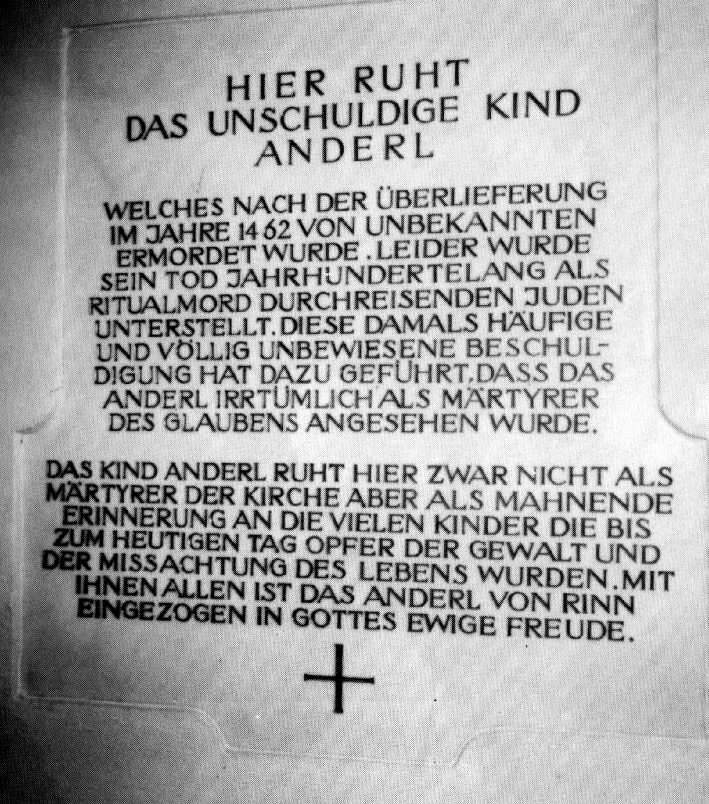 HIER RUHT
DAS UNSCHULDIGE KIND
ANDERL
WELCHES NACH DER ÜBERLIEFERUNG
IM JAHRE 1462 VON UNBEKANNTEN
ERMORDET WURDE. LEIDER WURDE
SEIN TOD JAHRHUNDERTELANG ALS
RITUALMORD DURCHREISENDEN JUDEN
UNTERSTELLT. DIESE DAMALS HÄUFIGE
UND VÖLLIG UNBEWIESENE BESCHUL-
DIGUNG HAT DAZU GEFÜHRT, DASS DAS
ANDERL IRRTÜMLICH ALS MÄRTYRER
DES GLAUBENS ANGESEHEN WURDE.
DAS KIND ANDERL RUHT HIER ZWAR NICHT ALS
MÄRTYRER DER KIRCHE ABER ALS MAHNENDE
ERINNERUNG AN DIE VIELEN KINDER DIE BIS
ZUM HEUTIGEN TAG OPFER DER GEWALT UND
DER MISSACHTUNG DES LEBENS WURDEN. MIT
IHNEN ALLEN IST DAS ANDERL VON RINN
EINGEZOGEN IN GOTTES EWIGE FREUDE.